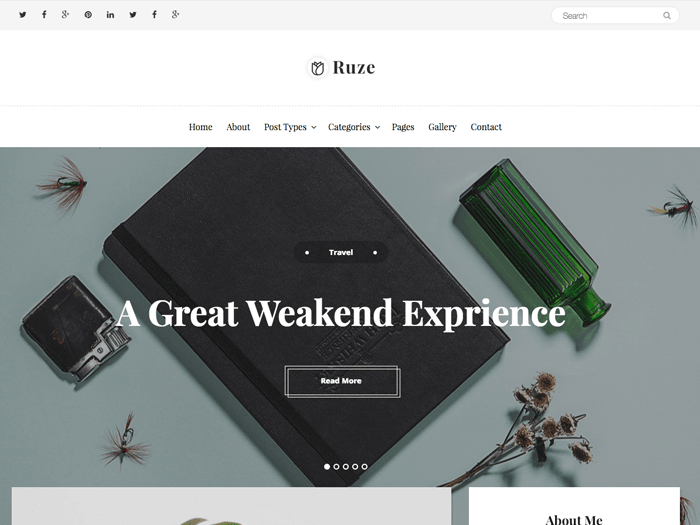 Search
Ruze
Home About Post Types Categories Pages Gallery Contact
Travel
A Great Weakend Exprience
Read More
About Me